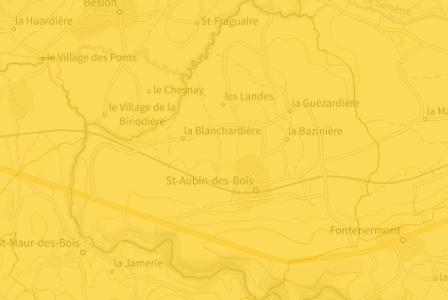 Beslon
la Sénène
la Huardière
St-Fraguaire
le Village des Ponts
le Chesnay
les Landes
la Guézardière
le Village de la
Binodière
la Blanchardière
la Bazinière
St-Aubin-des-Bois
Fontenermont
St-Maur-des-Bois
la Jamerie